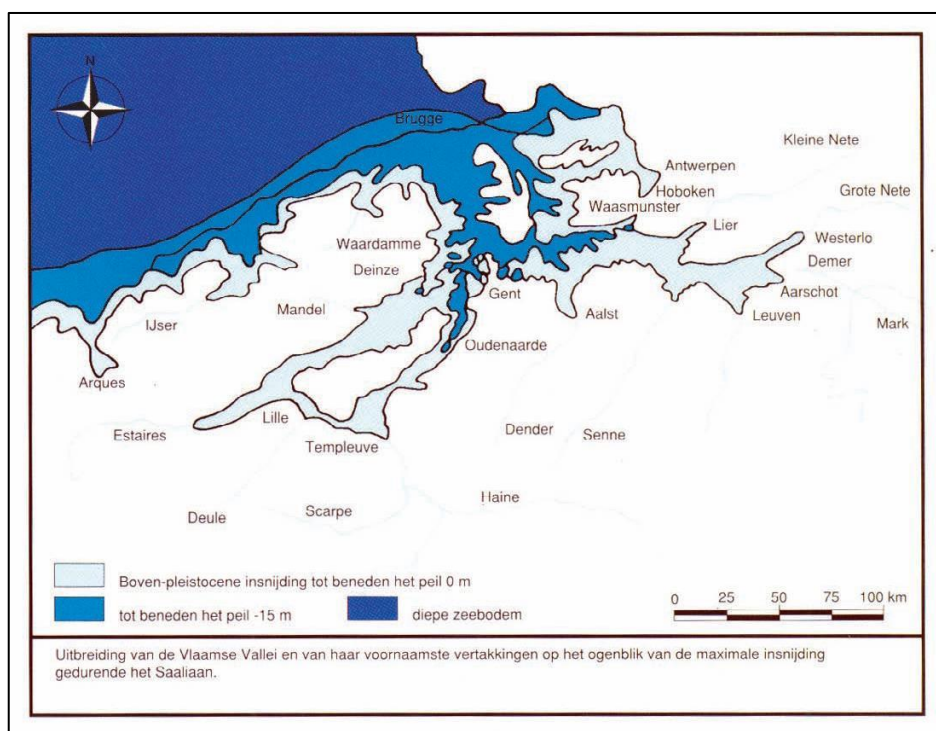 N
Brugge
Kleine Nete
Antwerpen
Hoboken
Grote Nete
Waasmunster
Lier
Waardamme
Westerlo
Deinze
Demer
Gent
Aarschot
Mandel
Aalst
Leuven
IJser
Mark
Oudenaarde
Arques
Lille
Estaires
Dender
Senne
Templeuve
Haine
Scarpe
Deule
Boven-pleistocene insnijding tot beneden het peil 0 m
tot beneden het peil -15 m
diepe zeebodem
0 25 50 75 100 km
Uitbreiding van de Vlaamse Vallei en van haar voornaamste vertakkingen op het ogenblik van de maximale insnijding
gedurende het Saaliaan.